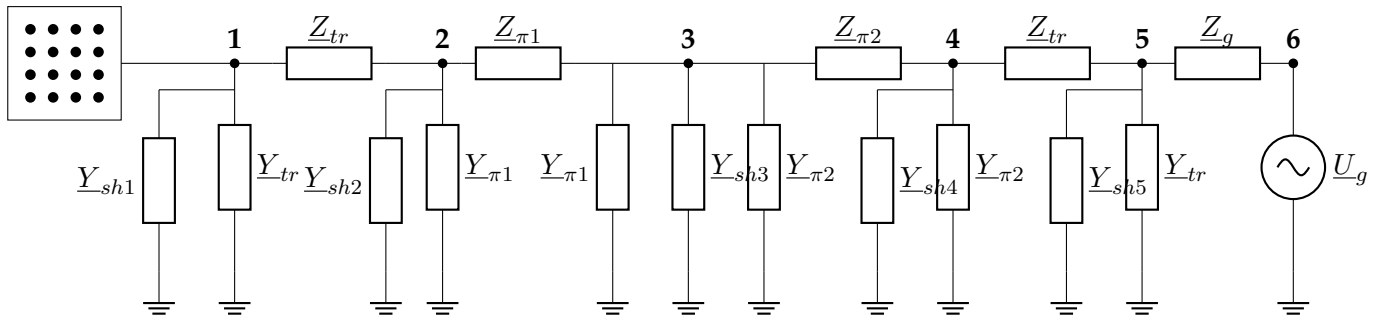 1 Z_tr 2 Z_π1 3 Z_π2 4 Z_tr 5 Z_g 6
Y_sh1 Y_tr Y_sh2 Y_π1 Y_π1 Y_sh3 Y_π2 Y_sh4 Y_π2 Y_sh5 Y_tr U_g